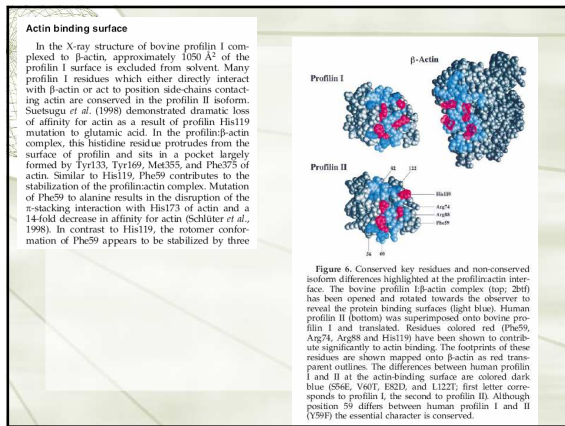 Actin binding surface
In the X-ray structure of bovine profilin I com-
plexed to β-actin, approximately 1050 Å² of the
profilin I surface is excluded from solvent. Many
profilin I residues which either directly interact
with β-actin or act to position side-chains contact-
ing actin are conserved in the profilin II isoform.
Suetsugu et al. (1998) demonstrated dramatic loss
of affinity for actin as a result of profilin His119
mutation to glutamic acid. In the profilin:β-actin
complex, this histidine residue protrudes from the
surface of profilin and sits in a pocket largely
formed by Tyr133, Tyr169, Met355, and Phe375 of
actin. Similar to His119, Phe59 contributes to the
stabilization of the profilin:actin complex. Mutation
of Phe59 to alanine results in the disruption of the
π-stacking interaction with His173 of actin and a
14-fold decrease in affinity for actin (Schlüter et al.,
1998). In contrast to His119, the rotomer confor-
mation of Phe59 appears to be stabilized by three
β-Actin
Profilin I
Profilin II
82 122
His119
Arg74
Arg88
Phe59
56 60
Figure 6. Conserved key residues and non-conserved
isoform differences highlighted at the profilin:actin inter-
face. The bovine profilin I:β-actin complex (top; 2btf)
has been opened and rotated towards the observer to
reveal the protein binding surfaces (light blue). Human
profilin II (bottom) was superimposed onto bovine pro-
filin I and translated. Residues colored red (Phe59,
Arg74, Arg88 and His119) have been shown to contrib-
ute significantly to actin binding. The footprints of these
residues are shown mapped onto β-actin as red trans-
parent outlines. The differences between human profilin
I and II at the actin-binding surface are colored dark
blue (S56E, V60T, E82D, and L122T; first letter corre-
sponds to profilin I, the second to profilin II). Although
position 59 differs between human profilin I and II
(Y59F) the essential character is conserved.